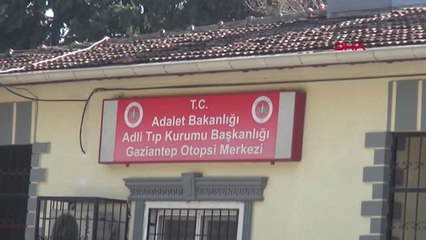 DHA
T.C.
Adalet Bakanlığı
Adli Tıp Kurumu Başkanlığı
Gaziantep Otopsi Merkezi